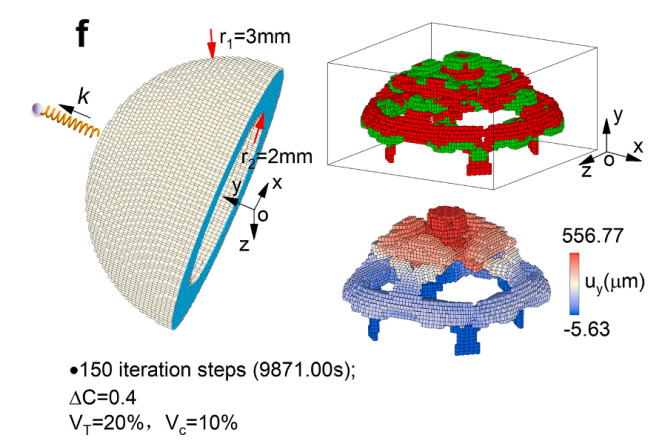 f
r₁=3mm
k
r₂=2mm
y
x
o
z
y
x
z
o
556.77
u_y(μm)
-5.63
•150 iteration steps (9871.00s);
ΔC=0.4
V_T=20%, V_c=10%